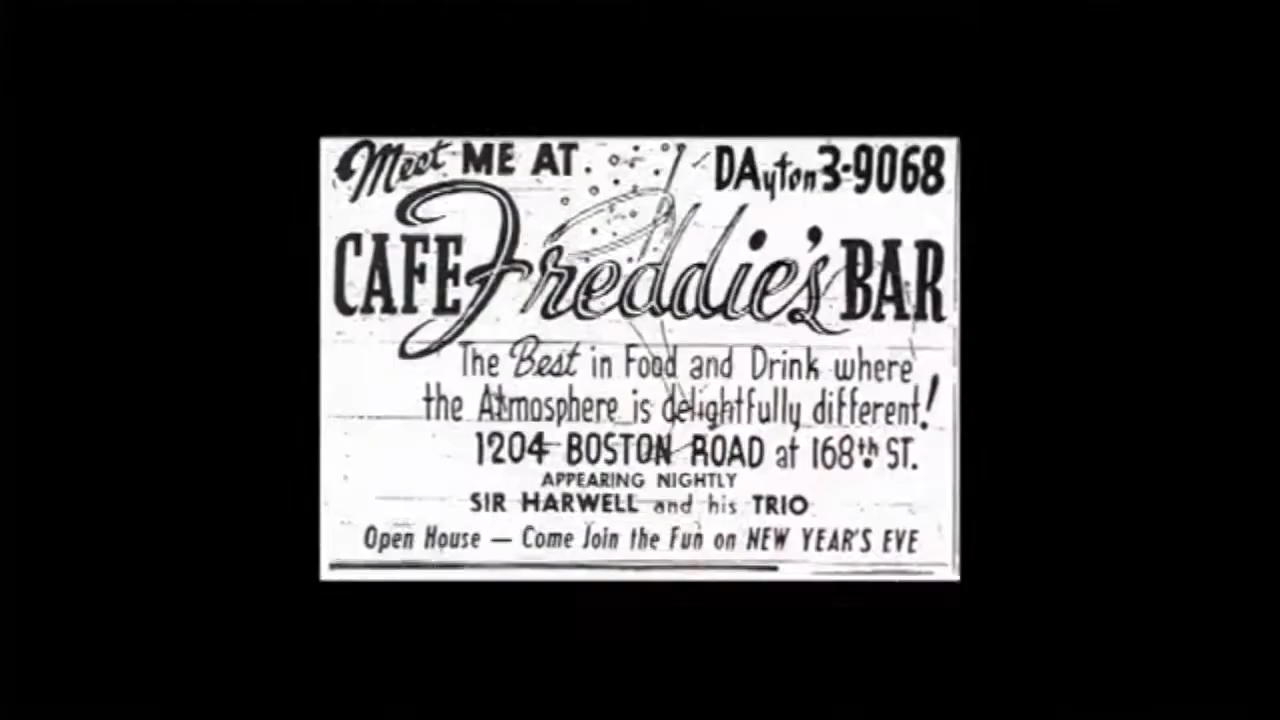 Meet ME AT. DAyton 3-9068
CAFE Freddie's BAR
The Best in Food and Drink where
the Atmosphere is delightfully different!
1204 BOSTON ROAD at 168th ST.
APPEARING NIGHTLY
SIR HARWELL and his TRIO
Open House — Come Join the Fun on NEW YEAR'S EVE